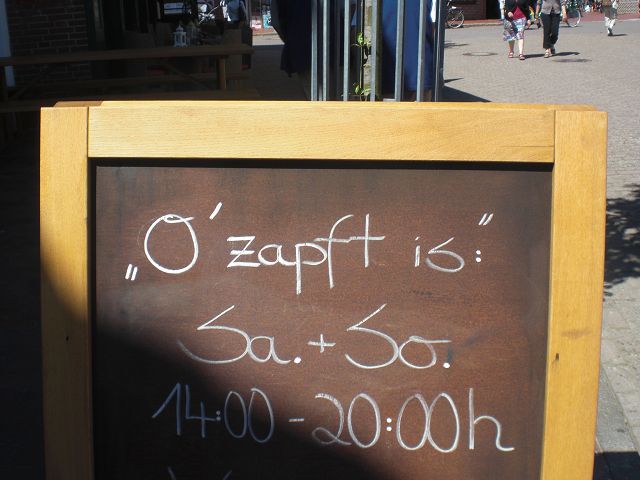 „O'zapft is:"
Sa. + So.
14:00 - 20:00h